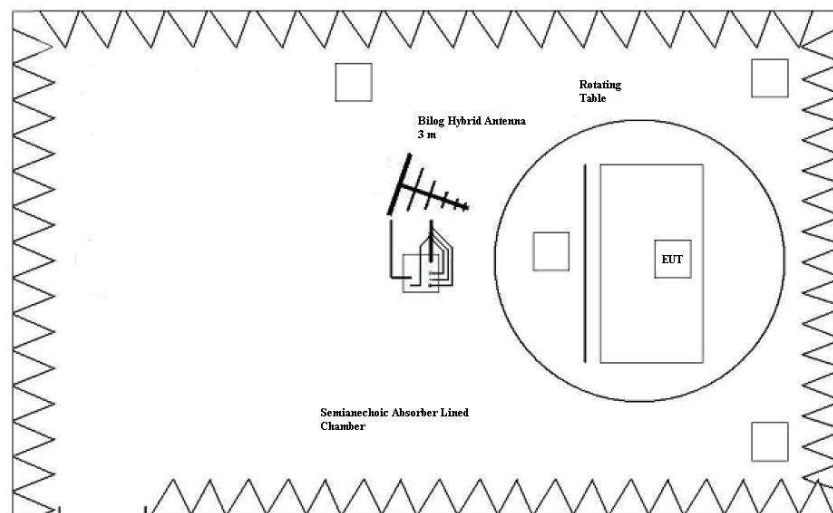 Rotating
Table
Bilog Hybrid Antenna
3 m
EUT
Semianechoic Absorber Lined
Chamber